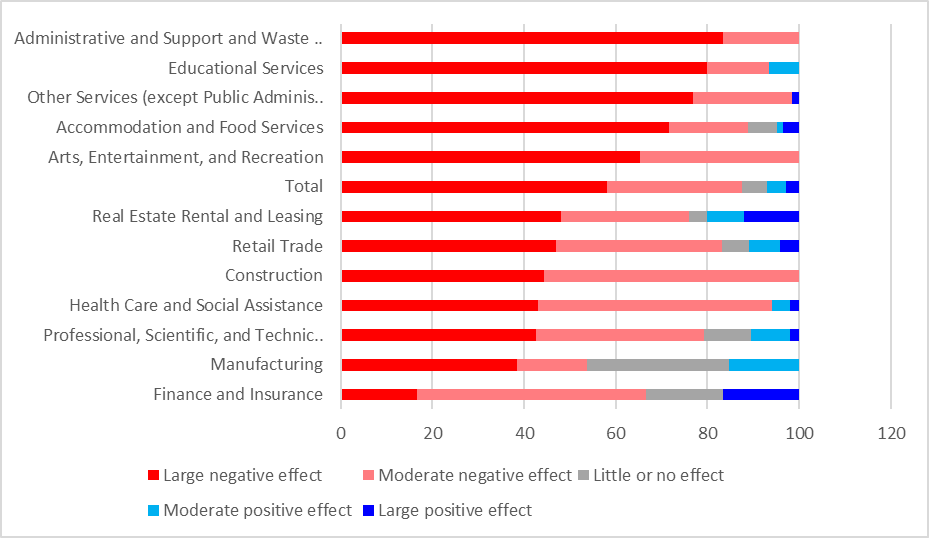 Administrative and Support and Waste ..
Educational Services
Other Services (except Public Adminis..
Accommodation and Food Services
Arts, Entertainment, and Recreation
Total
Real Estate Rental and Leasing
Retail Trade
Construction
Health Care and Social Assistance
Professional, Scientific, and Technic..
Manufacturing
Finance and Insurance
0 20 40 60 80 100 120
Large negative effect Moderate negative effect Little or no effect
Moderate positive effect Large positive effect